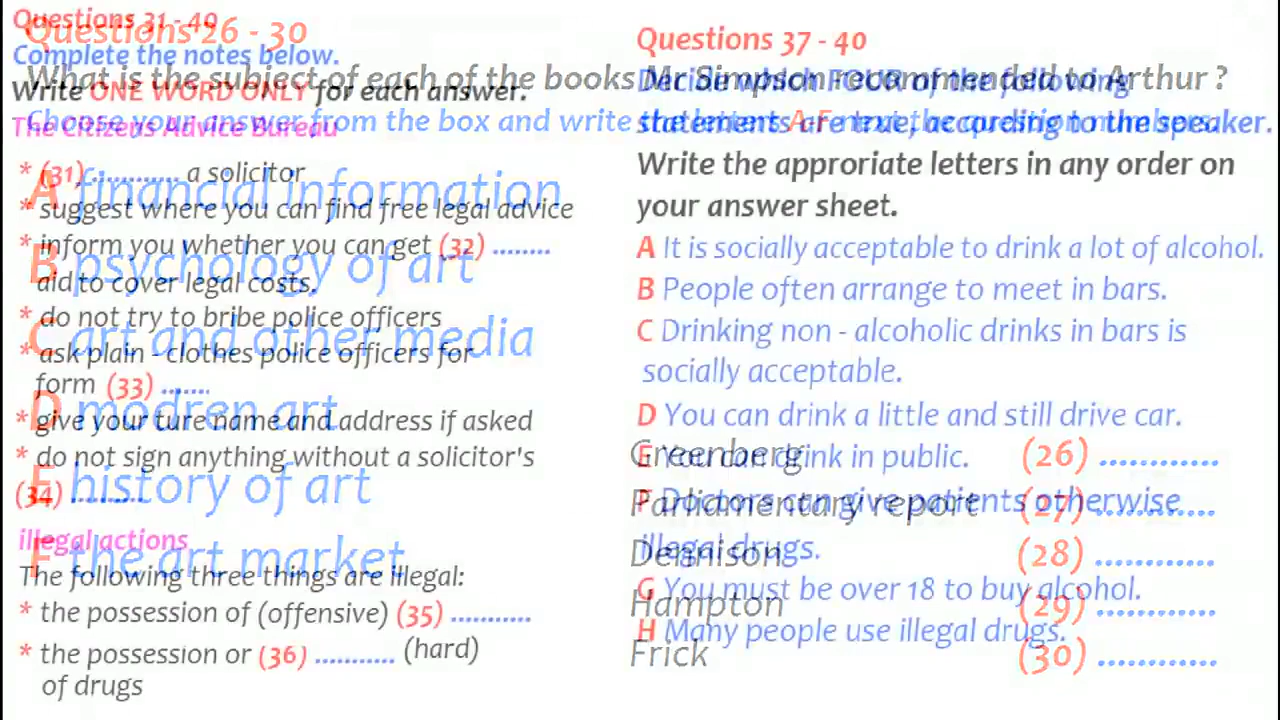 Questions 26 - 30
What is the subject of each of the books Mr Simpson recommended to Arthur ?
Choose your answer from the box and write the letters A - F next the question numbers.
A financial information
B psychology of art
C art and other media
D modren art
E history of art
F the art market
Greenberg (26) ............
Parliamentary report (27) ............
Dennison (28) ............
Hampton (29) ............
Frick (30) ............
Questions 31 - 40
Complete the notes below.
Write ONE WORD ONLY for each answer.
The Citizens Advice Bureau
* (31) ............ a solicitor
* suggest where you can find free legal advice
* inform you whether you can get (32) ........
aid to cover legal costs.
* do not try to bribe police officers
* ask plain - clothes police officers for
form (33) .......
* give your ture name and address if asked
* do not sign anything without a solicitor's
(34) ..........
illegal actions
The following three things are illegal:
* the possession of (offensive) (35) ...........
* the possession or (36) ........... (hard)
of drugs
Questions 37 - 40
Decide which FOUR of the following
statements are true, according to the speaker.
Write the approriate letters in any order on
your answer sheet.
A It is socially acceptable to drink a lot of alcohol.
B People often arrange to meet in bars.
C Drinking non - alcoholic drinks in bars is
socially acceptable.
D You can drink a little and still drive car.
E You can drink in public.
F Doctors can give patients otherwise
illegal drugs.
G You must be over 18 to buy alcohol.
H Many people use illegal drugs.